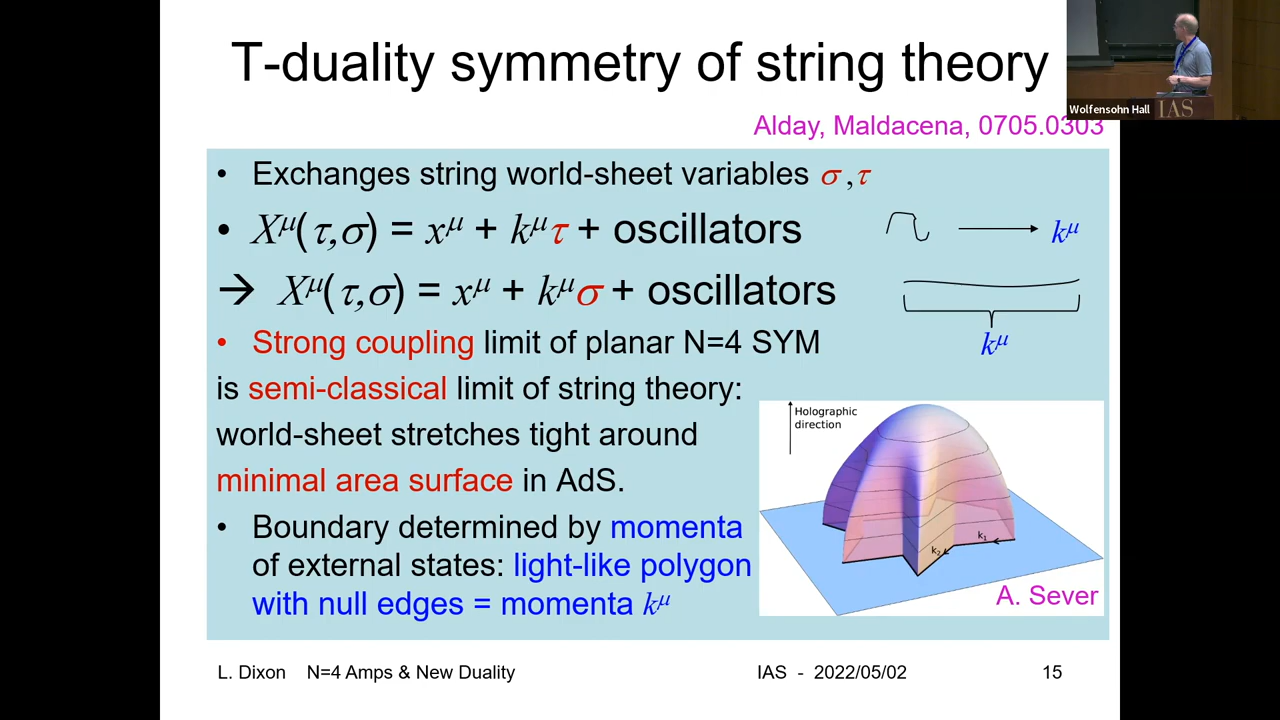 T-duality symmetry of string theory
Wolfensohn Hall
IAS
Alday, Maldacena, 0705.0303
• Exchanges string world-sheet variables σ ,τ
• Xμ(τ,σ) = xμ + kμτ + oscillators
kμ
→ Xμ(τ,σ) = xμ + kμσ + oscillators
kμ
• Strong coupling limit of planar N=4 SYM
is semi-classical limit of string theory:
world-sheet stretches tight around
minimal area surface in AdS.
• Boundary determined by momenta
of external states: light-like polygon
with null edges = momenta kμ
Holographic
direction
k1
k2
A. Sever
L. Dixon N=4 Amps & New Duality
IAS - 2022/05/02
15